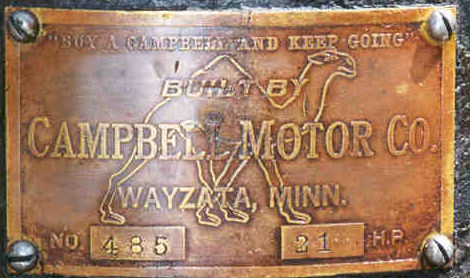 "BUY A CAMPBELL AND KEEP GOING"
BUILT BY
CAMPBELL MOTOR CO.
WAYZATA, MINN.
NO. 485 21 H.P.